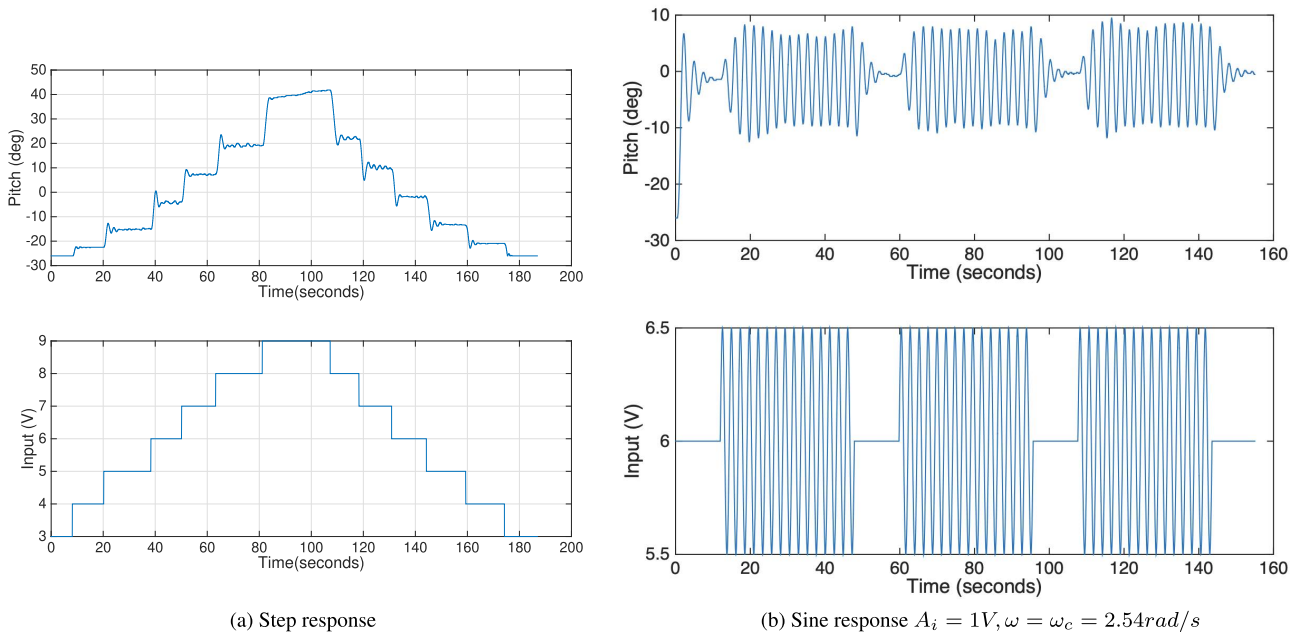 50
40
30
20
10
0
-10
-20
-30
Pitch (deg)
0 20 40 60 80 100 120 140 160 180 200
Time(seconds)
9
8
7
6
5
4
3
Input (V)
0 20 40 60 80 100 120 140 160 180 200
Time(seconds)
(a) Step response
10
0
-10
-20
-30
Pitch (deg)
0 20 40 60 80 100 120 140 160
Time (seconds)
6.5
6
5.5
Input (V)
0 20 40 60 80 100 120 140 160
Time (seconds)
(b) Sine response A_i = 1V, ω = ω_c = 2.54rad/s